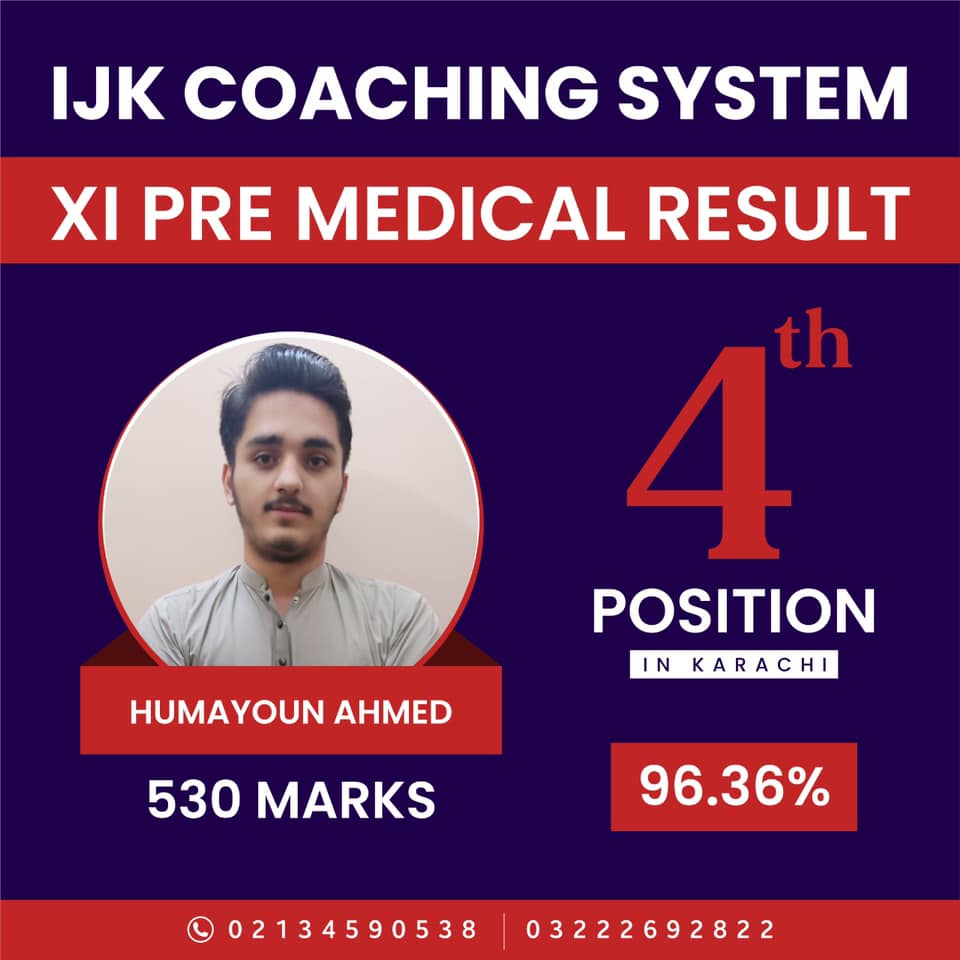 IJK COACHING SYSTEM
XI PRE MEDICAL RESULT
4th
POSITION
IN KARACHI
HUMAYOUN AHMED
530 MARKS
96.36%
02134590538 | 03222692822